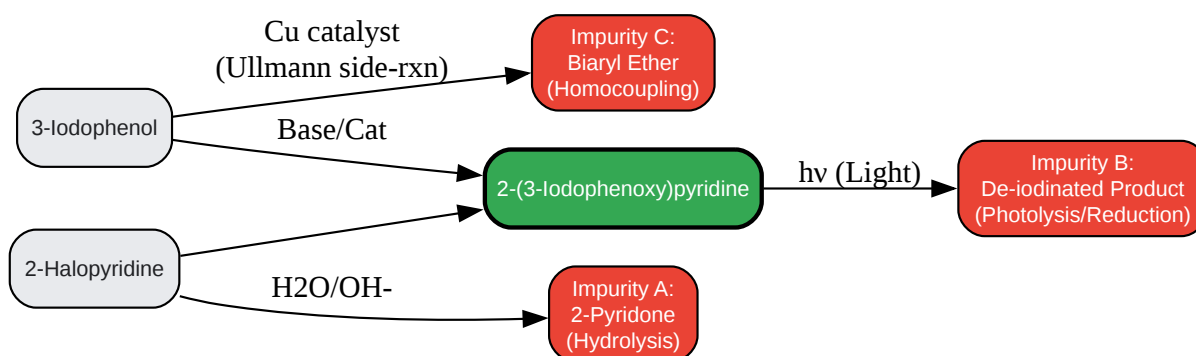 Cu catalyst
(Ullmann side-rxn)
Impurity C:
Biaryl Ether
(Homocoupling)
3-Iodophenol
Base/Cat
2-(3-Iodophenoxy)pyridine
hν (Light)
Impurity B:
De-iodinated Product
(Photolysis/Reduction)
2-Halopyridine
H2O/OH-
Impurity A:
2-Pyridone
(Hydrolysis)